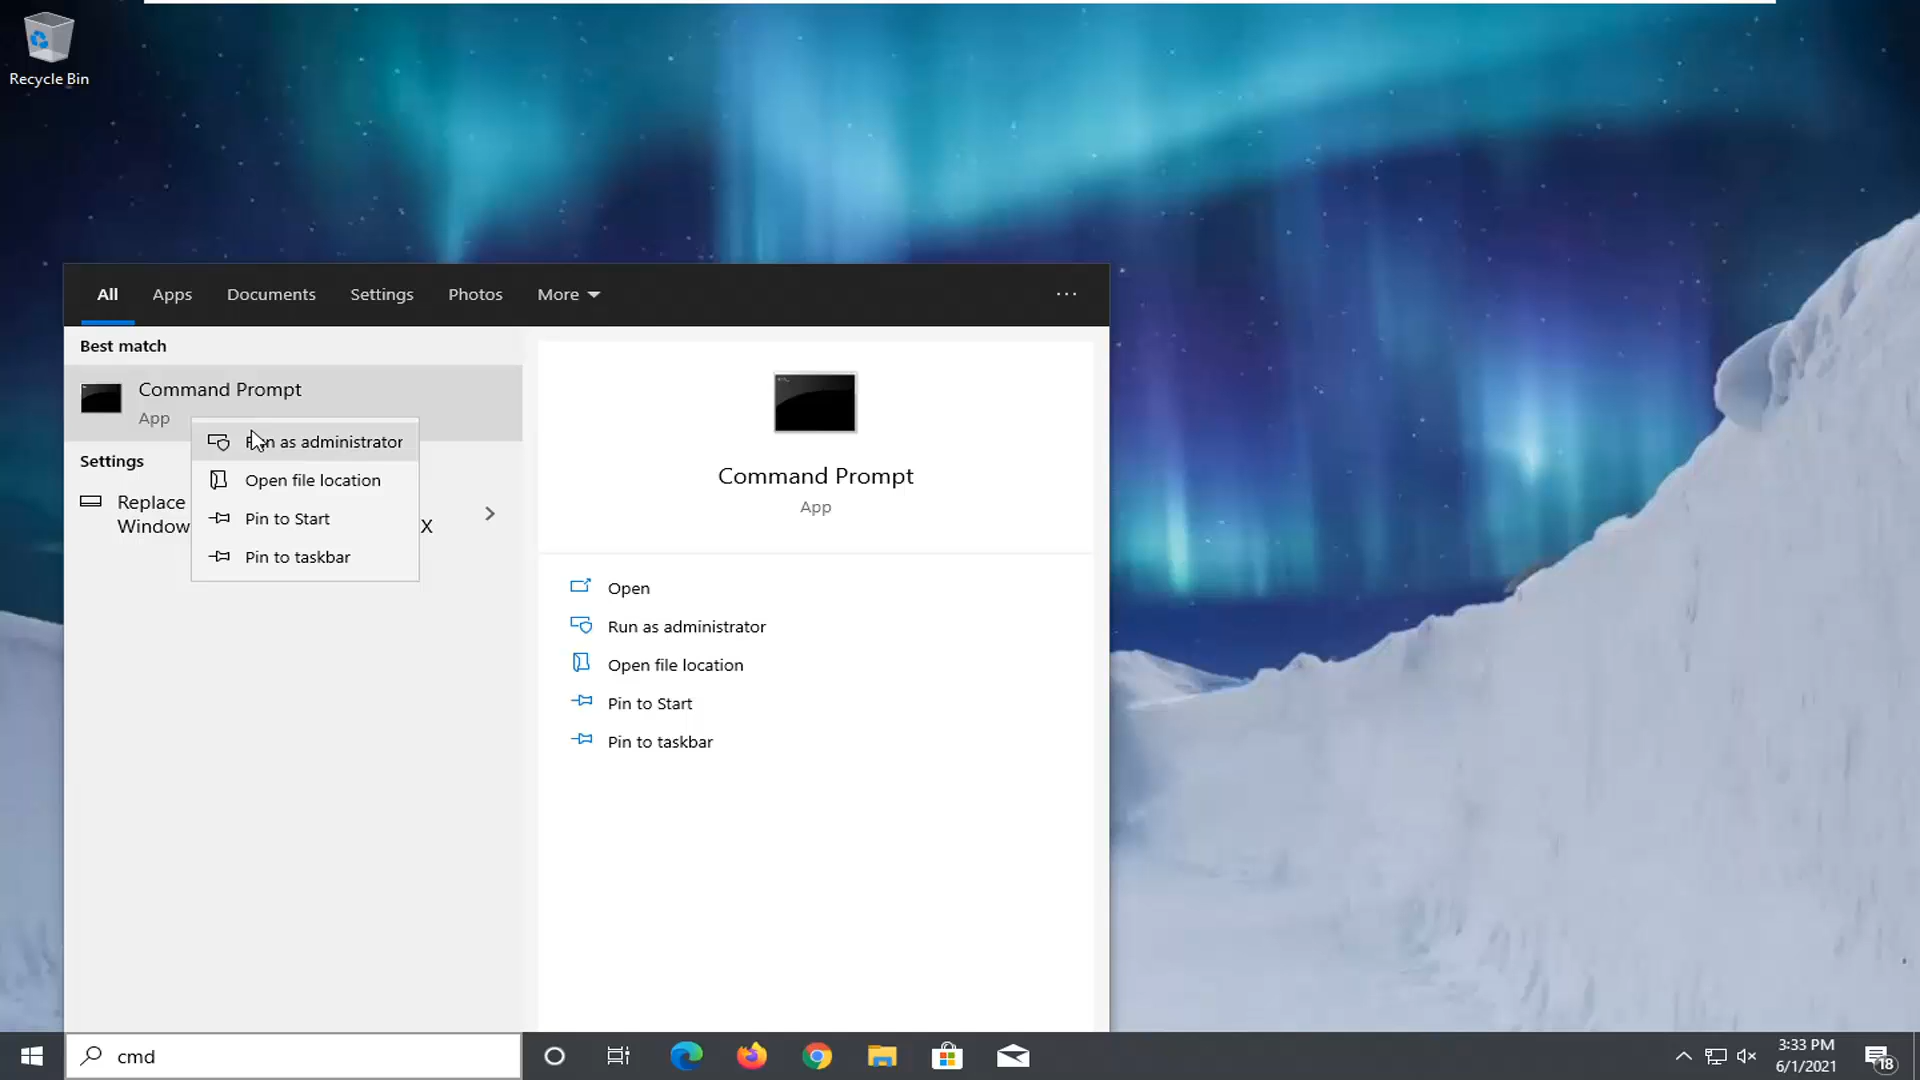 Recycle Bin
All Apps Documents Settings Photos More
Best match
Command Prompt
App
Run as administrator
Open file location
Pin to Start
Pin to taskbar
Settings
Replace
Window
X
Command Prompt
App
Open
Run as administrator
Open file location
Pin to Start
Pin to taskbar
cmd
3:33 PM
6/1/2021
18